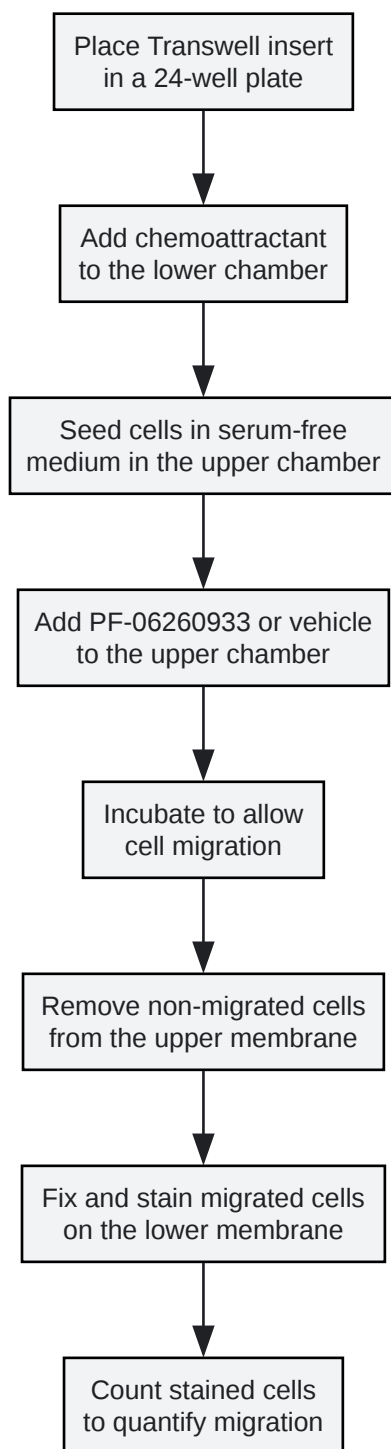 Place Transwell insert
in a 24-well plate
Add chemoattractant
to the lower chamber
Seed cells in serum-free
medium in the upper chamber
Add PF-06260933 or vehicle
to the upper chamber
Incubate to allow
cell migration
Remove non-migrated cells
from the upper membrane
Fix and stain migrated cells
on the lower membrane
Count stained cells
to quantify migration